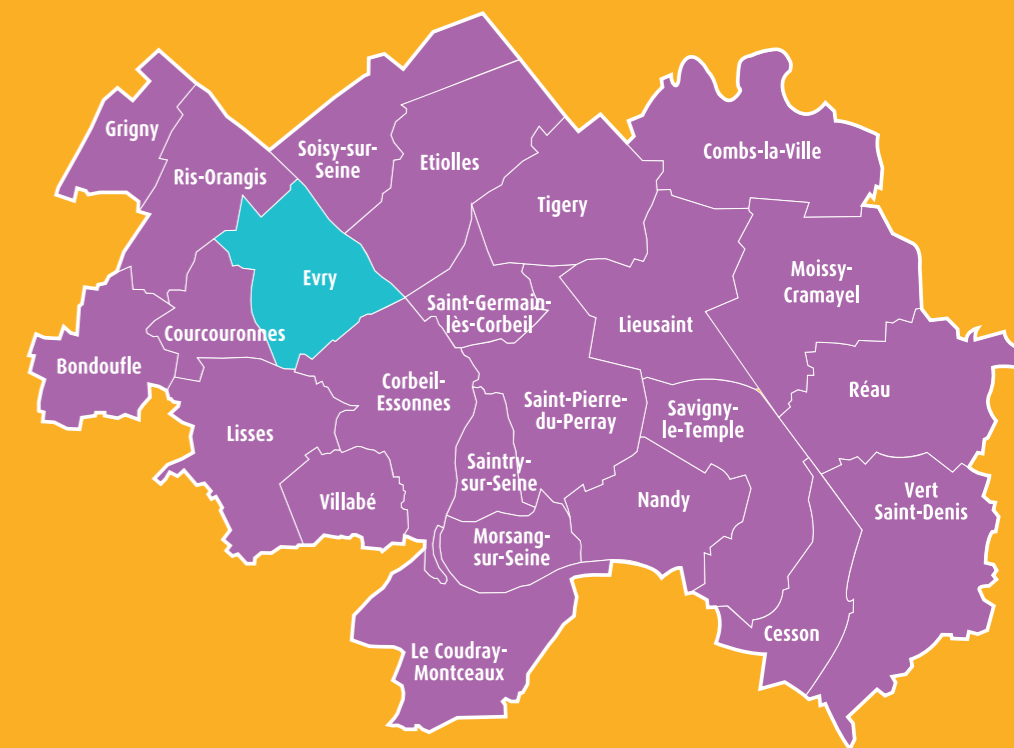 Grigny
Ris-Orangis
Soisy-sur-
Seine
Etiolles
Combs-la-Ville
Tigery
Evry
Moissy-
Cramayel
Saint-Germain-
lès-Corbeil
Lieusaint
Courcouronnes
Bondoufle
Corbeil-
Essonnes
Saint-Pierre-
du-Perray
Savigny-
le-Temple
Réau
Lisses
Saintry-
sur-Seine
Villabé
Nandy
Vert
Saint-Denis
Morsang-
sur-Seine
Cesson
Le Coudray-
Montceaux